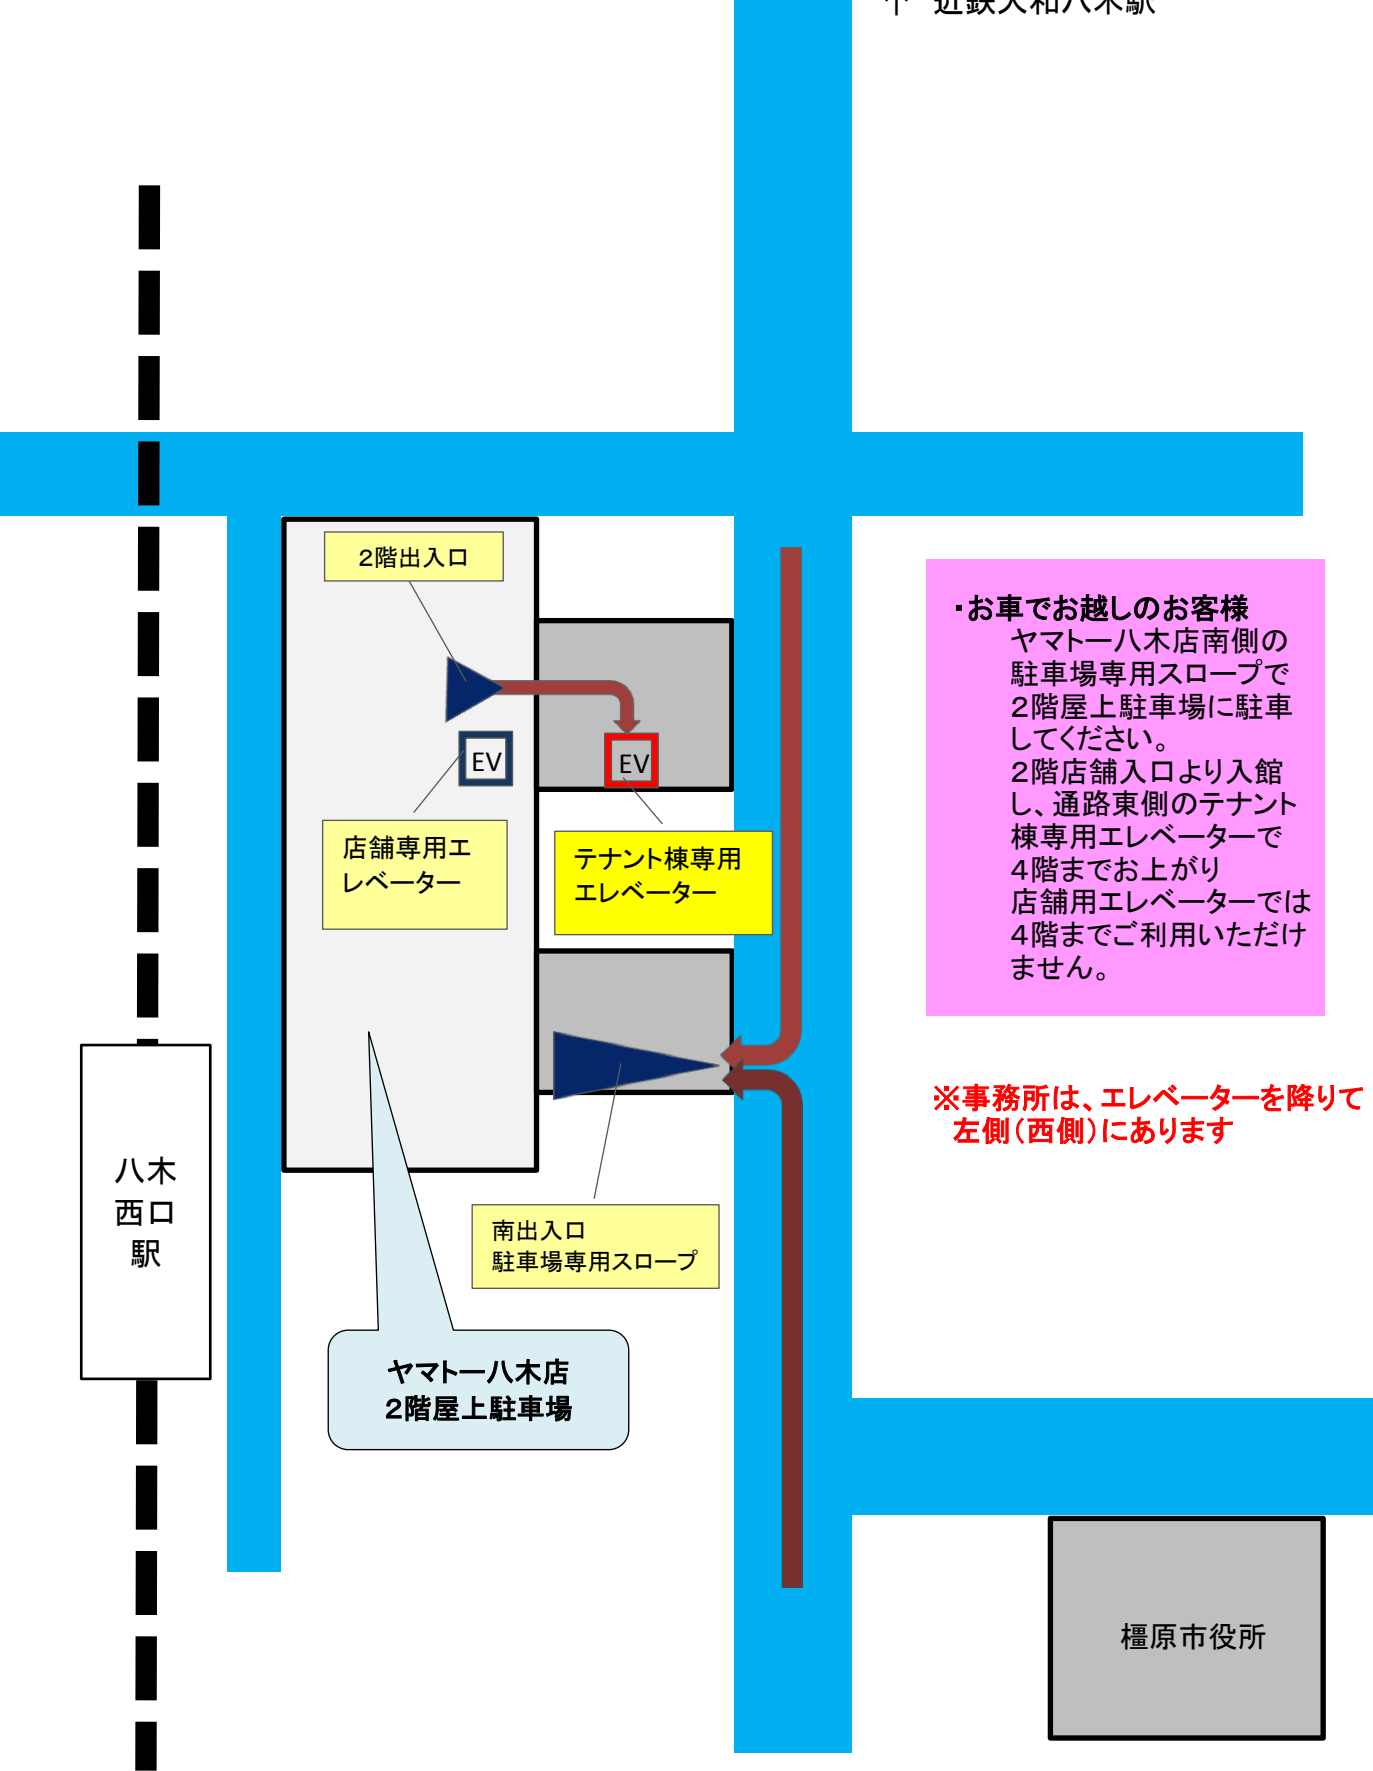 ↑ 近鉄大和八木駅
2階出入口
・お車でお越しのお客様
ヤマトー八木店南側の
駐車場専用スロープで
2階屋上駐車場に駐車
してください。
2階店舗入口より入館
し、通路東側のテナント
棟専用エレベーターで
4階までお上がり
店舗用エレベーターでは
4階までご利用いただけ
ません。
EV
EV
店舗専用エ
レベーター
テナント棟専用
エレベーター
※事務所は、エレベーターを降りて
左側(西側)にあります
八木
西口
駅
南出入口
駐車場専用スロープ
ヤマトー八木店
2階屋上駐車場
橿原市役所